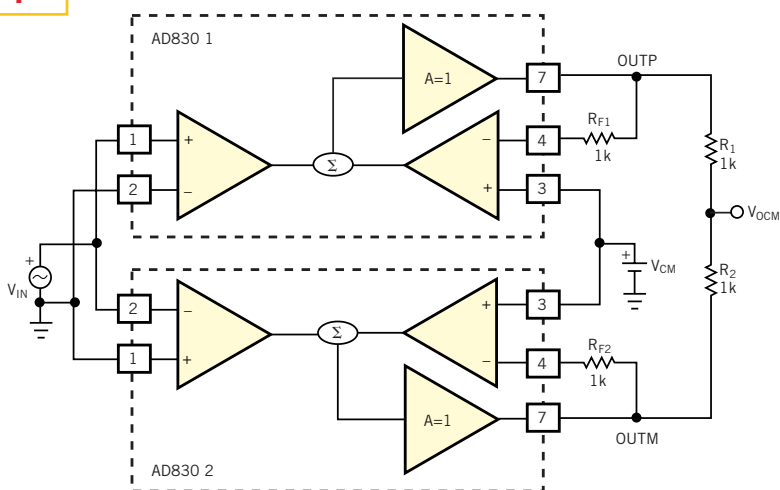 AD830 1
A=1
OUTP
7
1
+
2
−
Σ
−
4
+
3
RF1
1k
R1
1k
VOCM
+
VIN
+
VCM
R2
1k
2
−
1
+
Σ
+
3
−
4
RF2
1k
A=1
7
OUTM
AD830 2